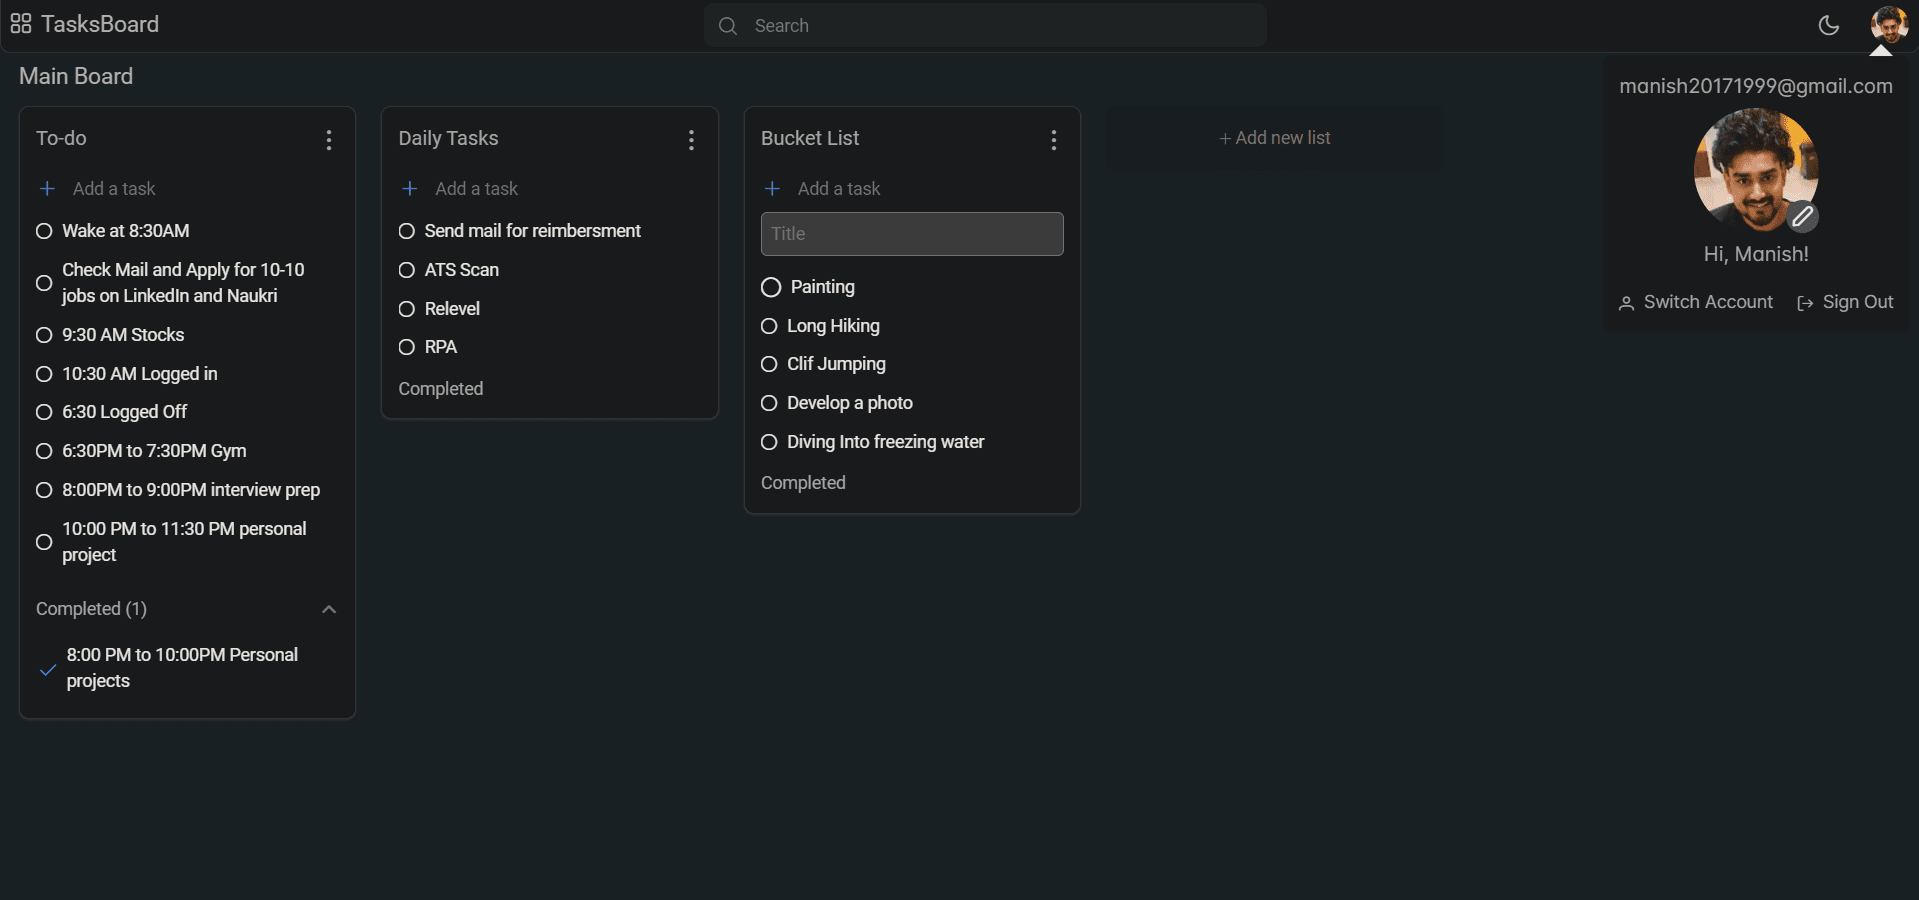 TasksBoard
Search
Main Board
manish20171999@gmail.com
Hi, Manish!
Switch Account
Sign Out
To-do
Add a task
Wake at 8:30AM
Check Mail and Apply for 10-10
jobs on LinkedIn and Naukri
9:30 AM Stocks
10:30 AM Logged in
6:30 Logged Off
6:30PM to 7:30PM Gym
8:00PM to 9:00PM interview prep
10:00 PM to 11:30 PM personal
project
Completed (1)
8:00 PM to 10:00PM Personal
projects
Daily Tasks
Add a task
Send mail for reimbersment
ATS Scan
Relevel
RPA
Completed
Bucket List
Add a task
Title
Painting
Long Hiking
Clif Jumping
Develop a photo
Diving Into freezing water
Completed
+ Add new list